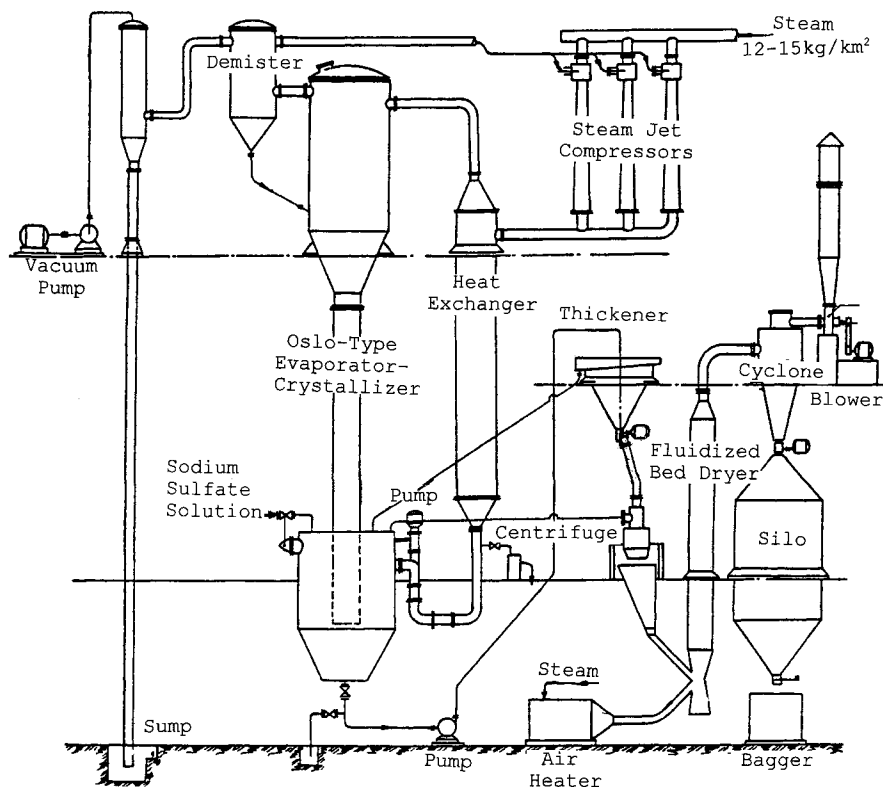 Steam
12-15kg/km²
Demister
Steam Jet
Compressors
Vacuum
Pump
Heat
Exchanger
Thickener
Oslo-Type
Evaporator-
Crystallizer
Cyclone
Blower
Fluidized
Bed Dryer
Sodium
Sulfate
Solution
Pump
Centrifuge
Silo
Steam
Sump
Pump
Air
Heater
Bagger